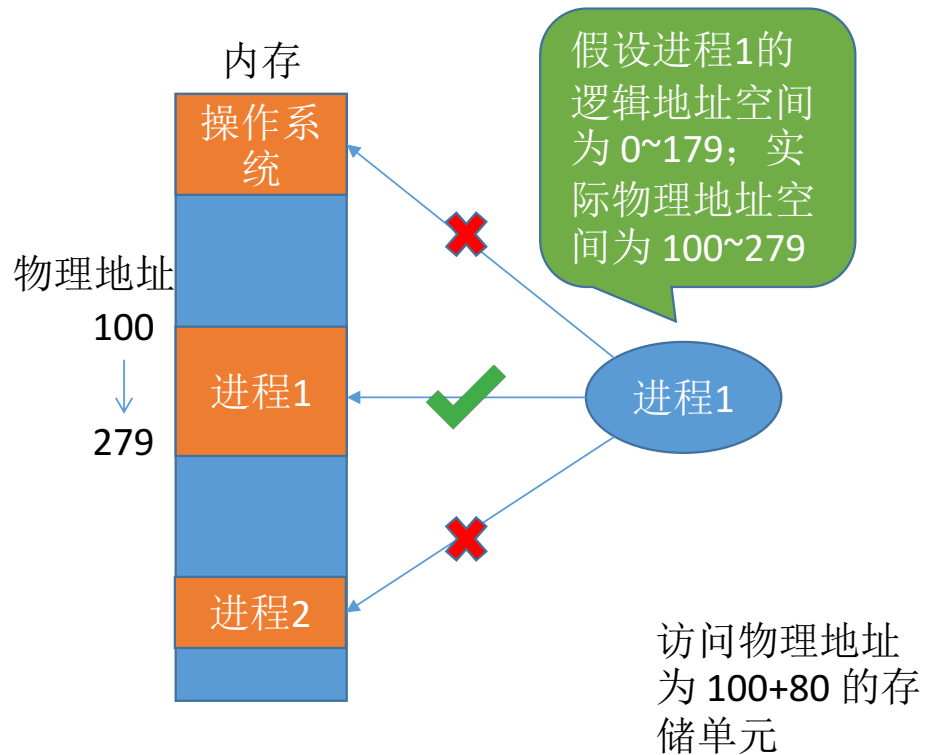 内存
操作系
统
物理地址
100
279
进程1
进程2
假设进程1的
逻辑地址空间
为 0~179；实
际物理地址空
间为 100~279
进程1
访问物理地址
为 100+80 的存
储单元